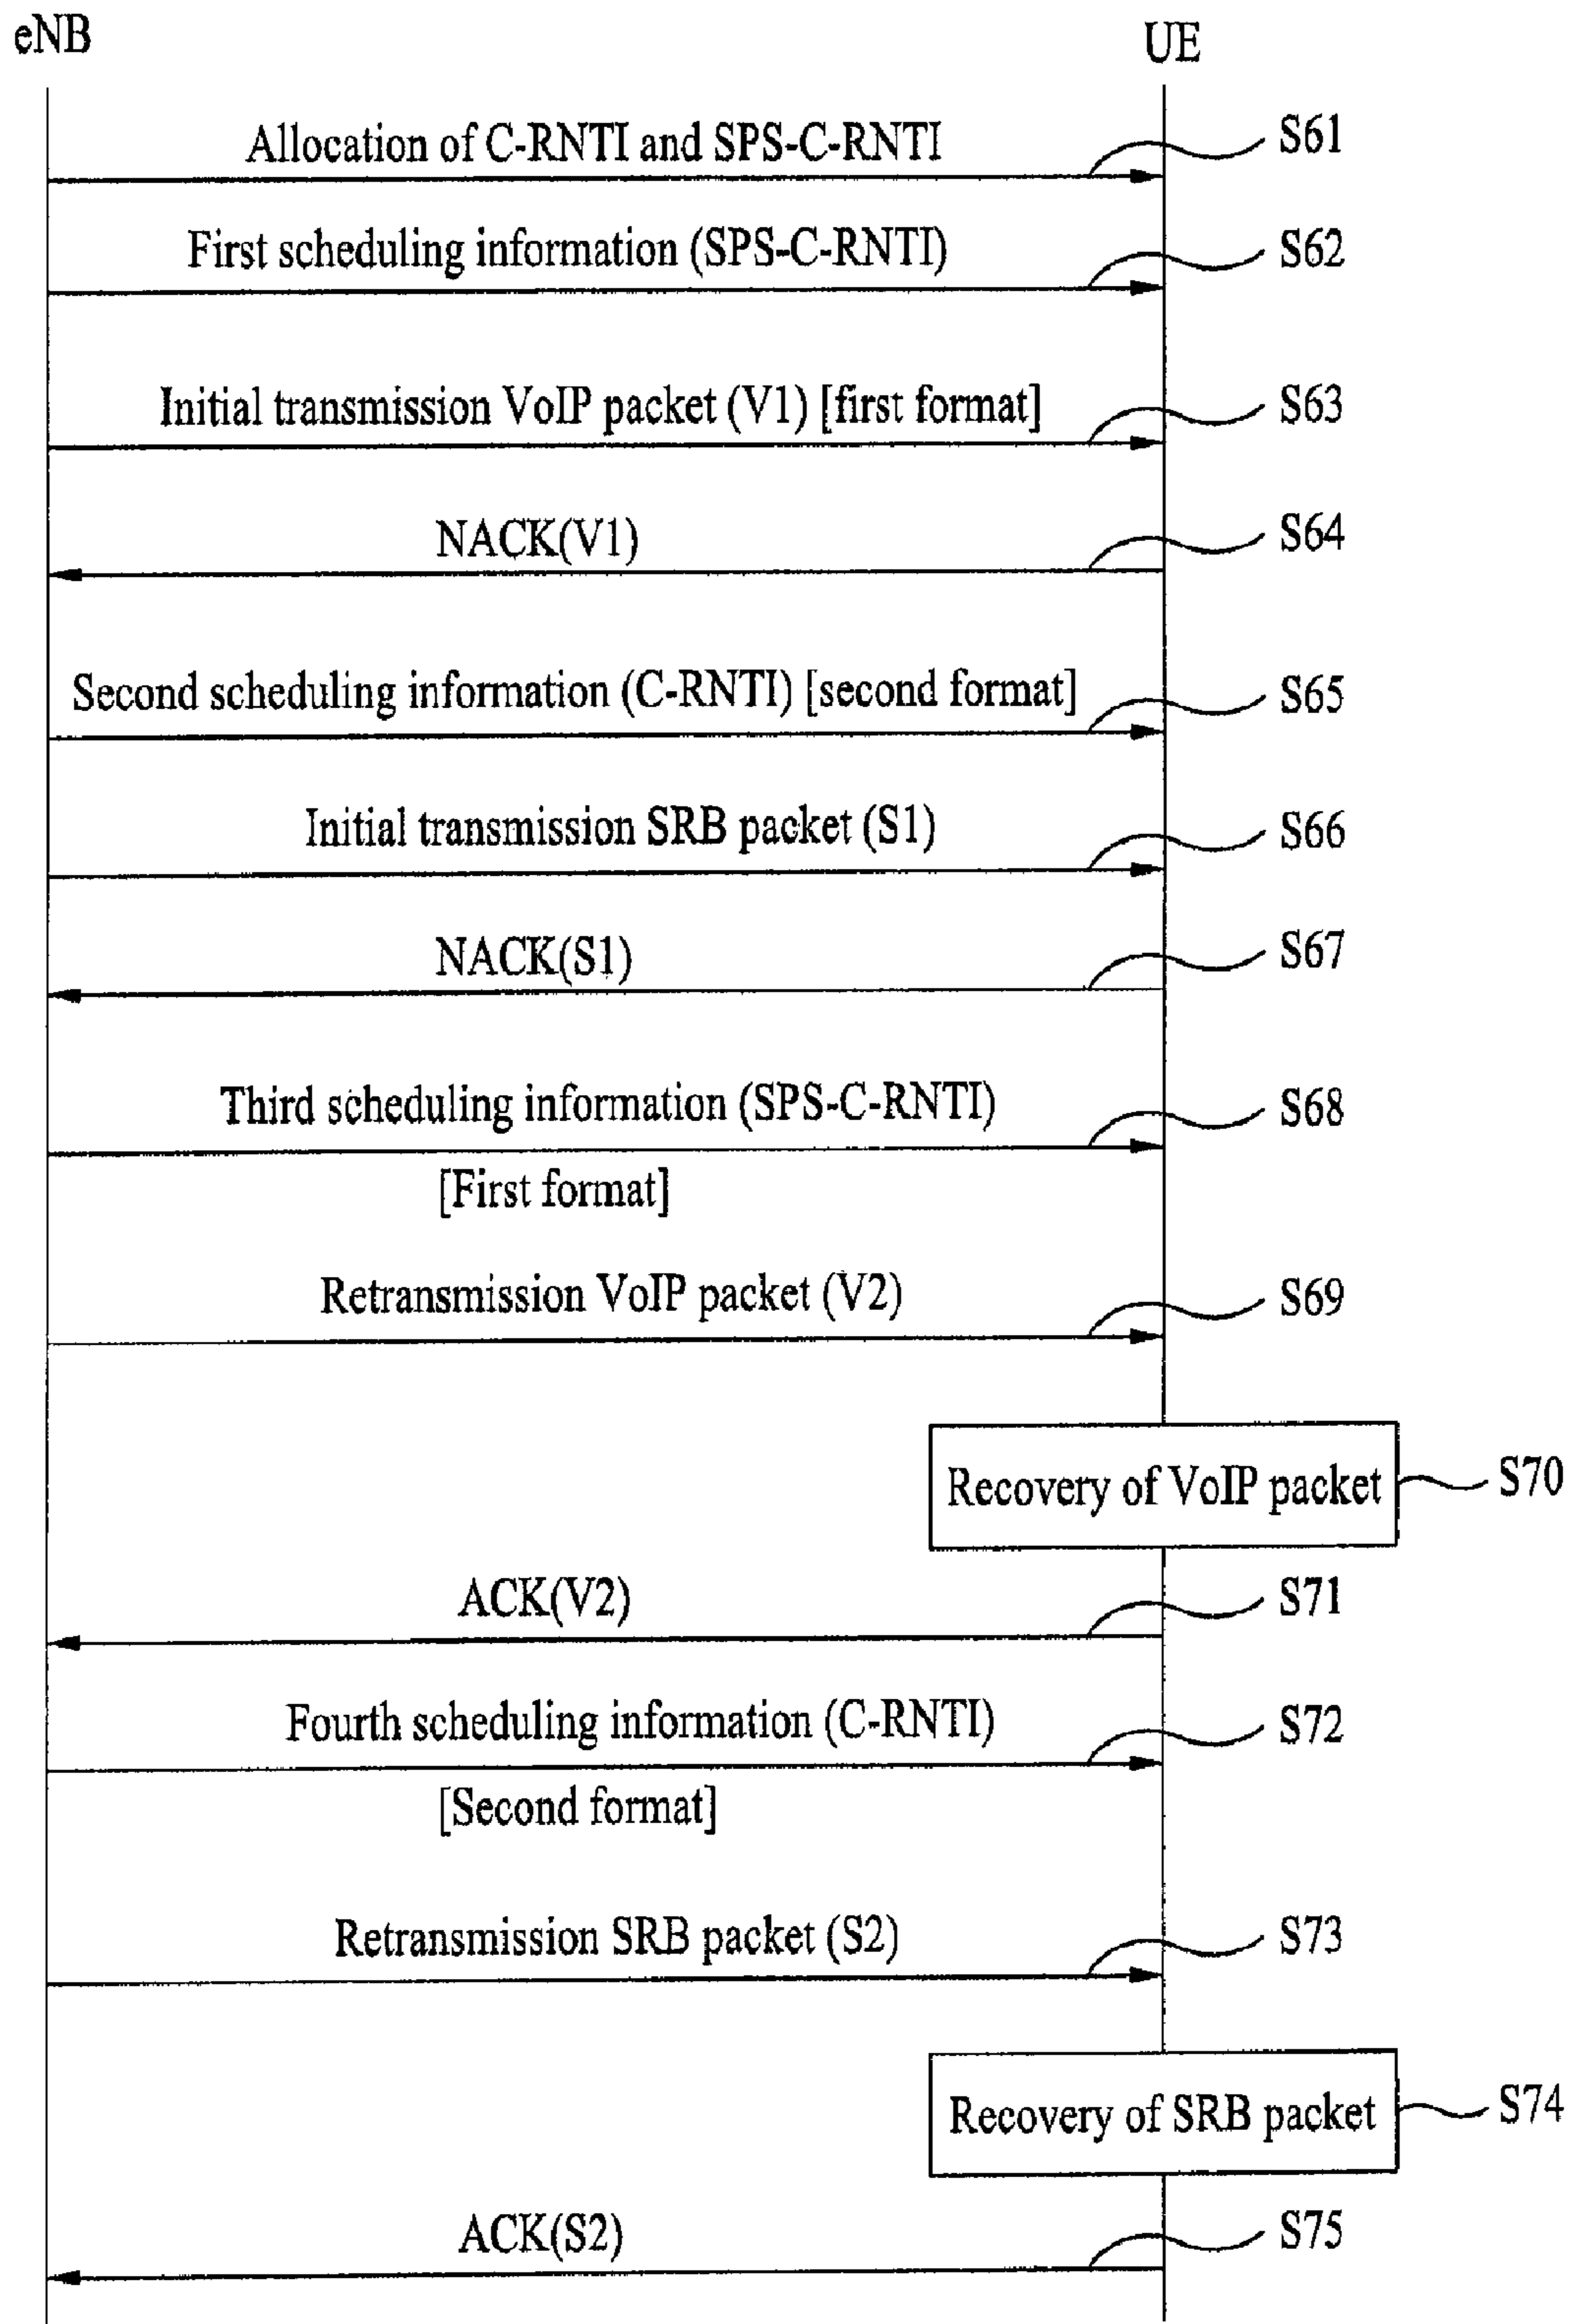 eNB
UE
Allocation of C-RNTI and SPS-C-RNTI
S61
First scheduling information (SPS-C-RNTI)
S62
Initial transmission VoIP packet (V1) [first format]
S63
NACK(V1)
S64
Second scheduling information (C-RNTI) [second format]
S65
Initial transmission SRB packet (S1)
S66
NACK(S1)
S67
Third scheduling information (SPS-C-RNTI)
S68
[First format]
Retransmission VoIP packet (V2)
S69
Recovery of VoIP packet
S70
ACK(V2)
S71
Fourth scheduling information (C-RNTI)
S72
[Second format]
Retransmission SRB packet (S2)
S73
Recovery of SRB packet
S74
ACK(S2)
S75